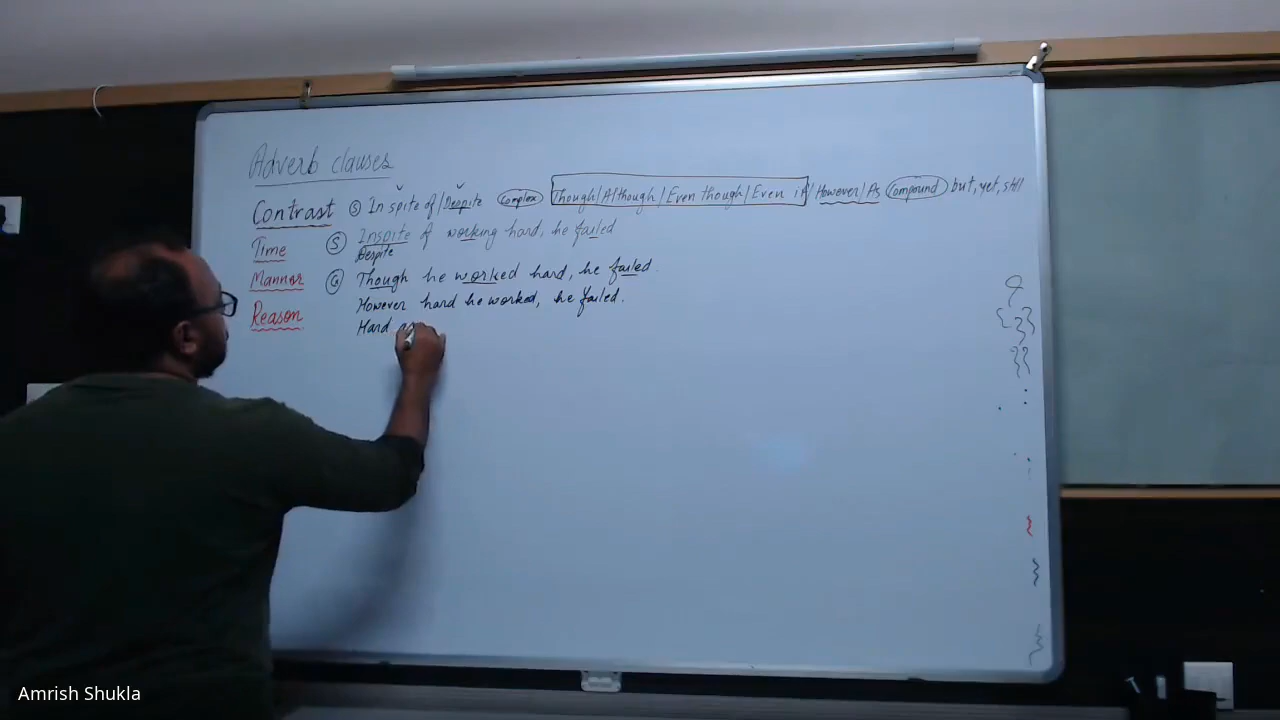 Adverb clauses
Contrast Ⓢ In spite of / Despite Complex Though / Although / Even though / Even if / However / As Compound but, yet, still
Time Ⓢ Inspite of working hard, he failed
Despite
Manner Though he worked hard, he failed.
However hard he worked, he failed.
Reason Hard
Amrish Shukla